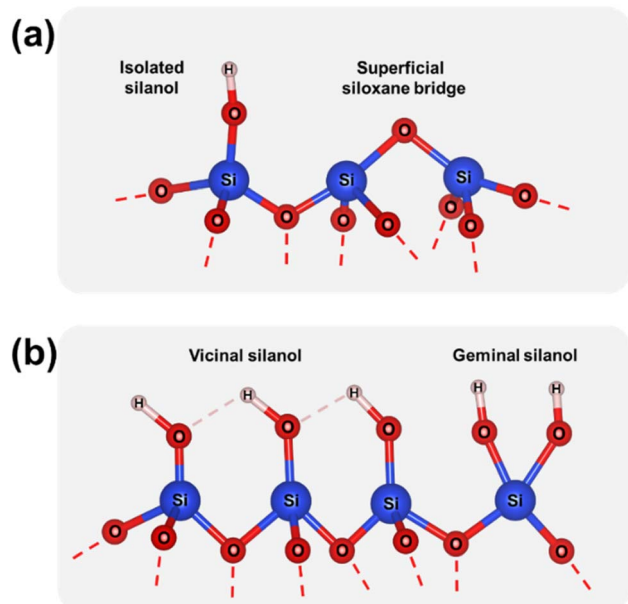 (a)
Isolated
silanol
Superficial
siloxane bridge
H
O
O
Si
Si
Si
O
O
O
O
O
O
O
O
(b)
Vicinal silanol
Geminal silanol
H
H
H
H
H
O
O
O
O
O
Si
Si
Si
Si
O
O
O
O
O
O
O
O